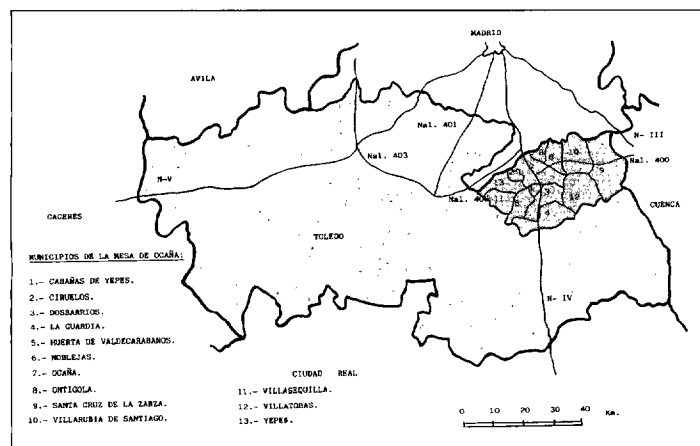 MADRID
AVILA
Nal. 401
N- III
N-V
Nal. 403
Nal. 400
CACERES
TOLEDO
CUENCA
MUNICIPIOS DE LA MESA DE OCAÑA:
N- IV
1.- CABAÑAS DE YEPES.
2.- CIRUELOS.
3.- DOSBARRIOS.
4.- LA GUARDIA.
5.- HUERTA DE VALDECARABANOS.
6.- NOBLEJAS.
7.- OCAÑA.
8.- ONTIGOLA.
9.- SANTA CRUZ DE LA ZARZA.
10.- VILLARUBIA DE SANTIAGO.
CIUDAD REAL
11.- VILLASEQUILLA.
12.- VILLATOBAS.
13.- YEPES.
0 10 20 30 40 Km.